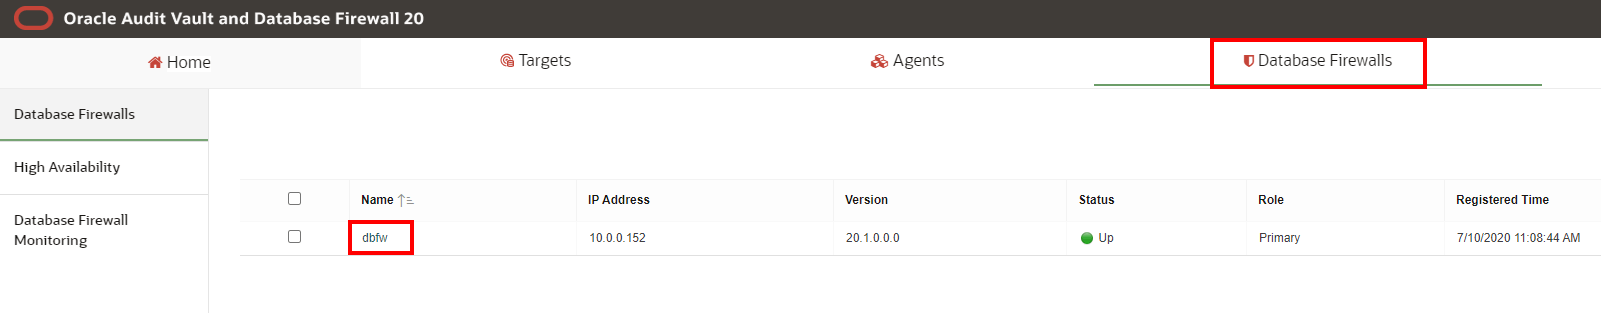 Oracle Audit Vault and Database Firewall 20
Home
Targets
Agents
Database Firewalls
Database Firewalls
High Availability
Database Firewall
Monitoring
Name IP Address Version Status Role Registered Time
dbfw 10.0.0.152 20.1.0.0.0 Up Primary 7/10/2020 11:08:44 AM